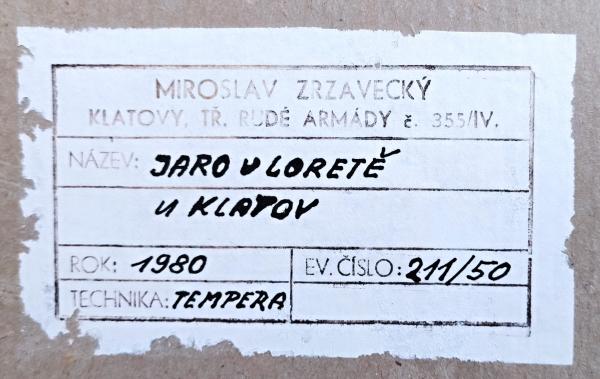 MIROSLAV ZRZAVECKÝ
KLATOVY, TŘ. RUDÉ ARMÁDY č. 355/IV.
NÁZEV: JARO V LORETĚ
U KLATOV
ROK: 1980 EV. ČÍSLO: 211/50
TECHNIKA: TEMPERA